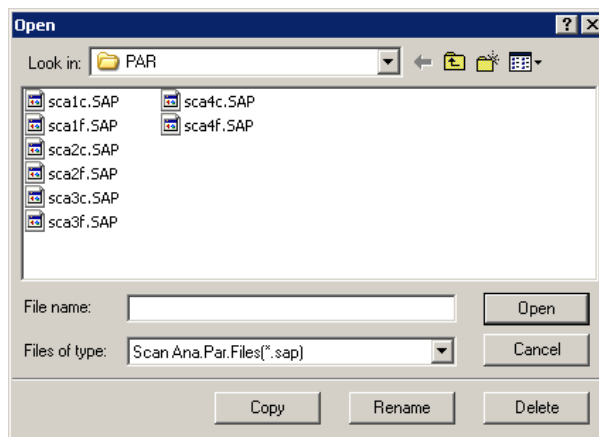 Open
Look in: PAR
sca1c.SAP sca4c.SAP
sca1f.SAP sca4f.SAP
sca2c.SAP
sca2f.SAP
sca3c.SAP
sca3f.SAP
File name: Open
Files of type: Scan Ana.Par.Files(*.sap) Cancel
Copy Rename Delete